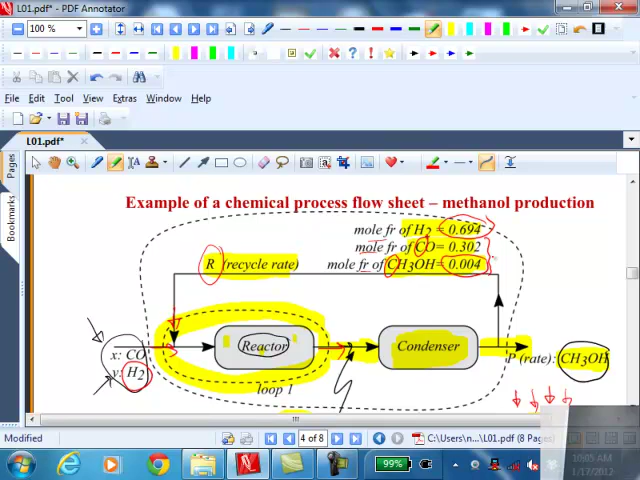 L01.pdf* - PDF Annotator
100 %
File Edit Tool Extras Window Help
L01.pdf*
Pages
Bookmarks
Example of a chemical process flow sheet – methanol production
mole fr of H2 = 0.694
mole fr of CO= 0.302
mole fr of CH3OH= 0.004
R (recycle rate)
Reactor
Condenser
x: CO
y: H2
P (rate): CH3OH
loop 1
Modified
4 of 8
C:\Users\n...\L01.pdf (8 Pages)
99%
10:05 AM
1/17/2012